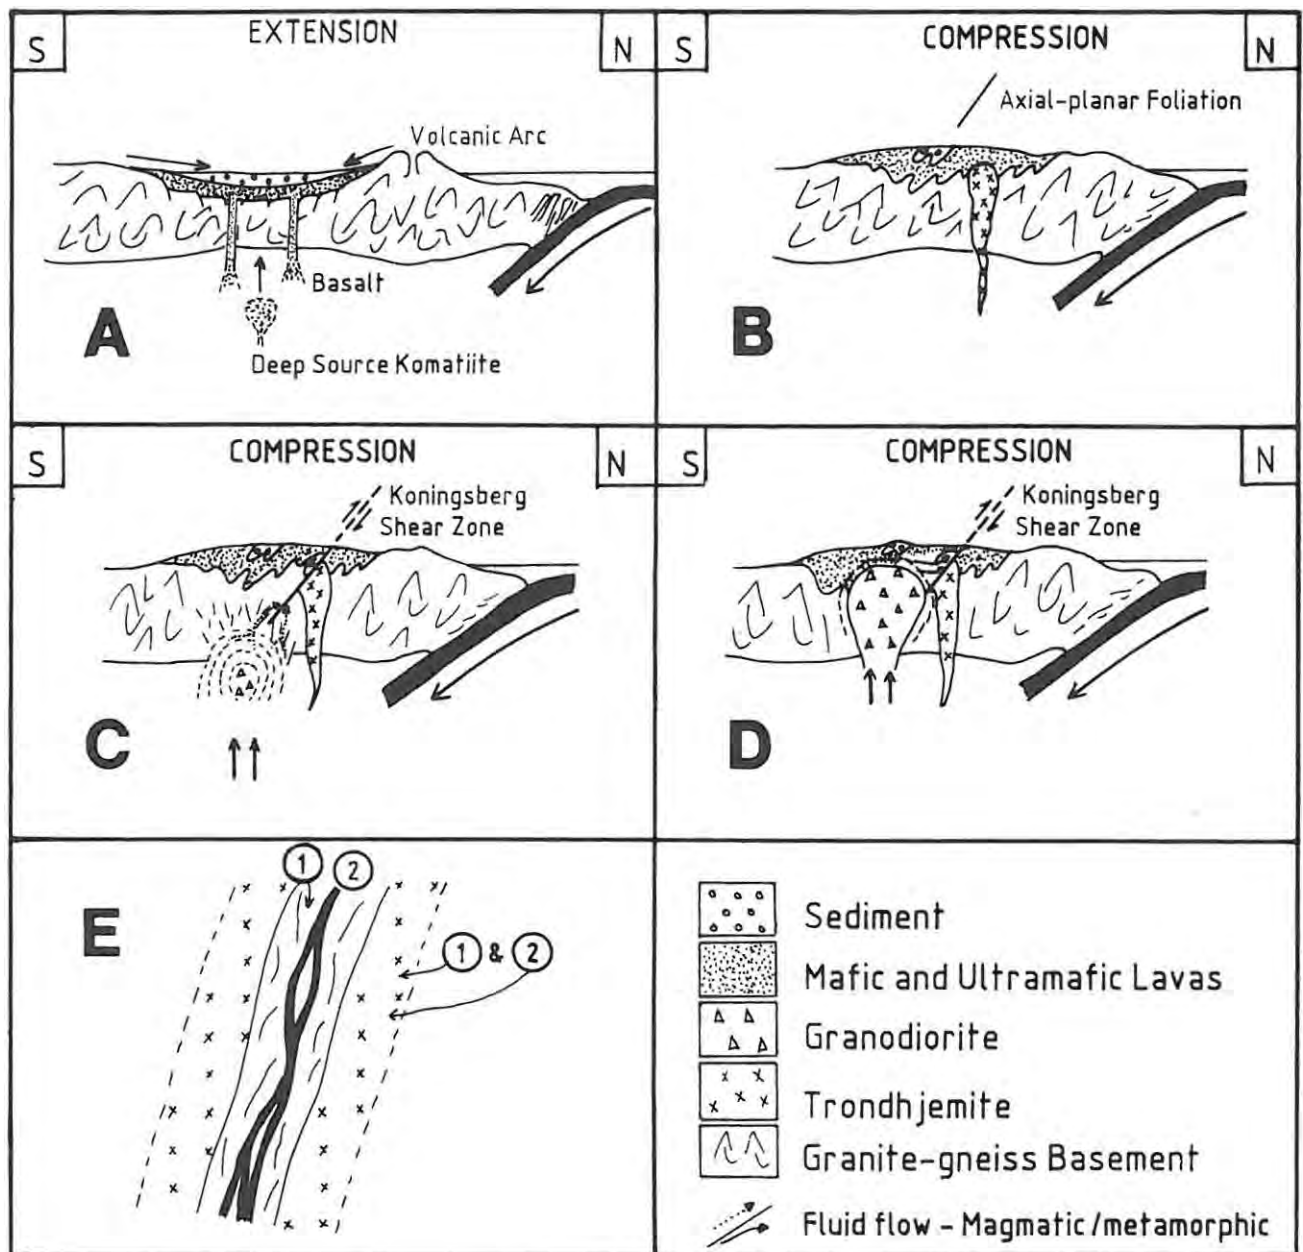 S
EXTENSION
N
Volcanic Arc
Basalt
A
Deep Source Komatiite
S
COMPRESSION
N
Axial-planar Foliation
B
S
COMPRESSION
N
Koningsberg
Shear Zone
C
S
COMPRESSION
N
Koningsberg
Shear Zone
D
1
2
E
1 & 2
Sediment
Mafic and Ultramafic Lavas
Granodiorite
Trondhjemite
Granite-gneiss Basement
Fluid flow - Magmatic/metamorphic